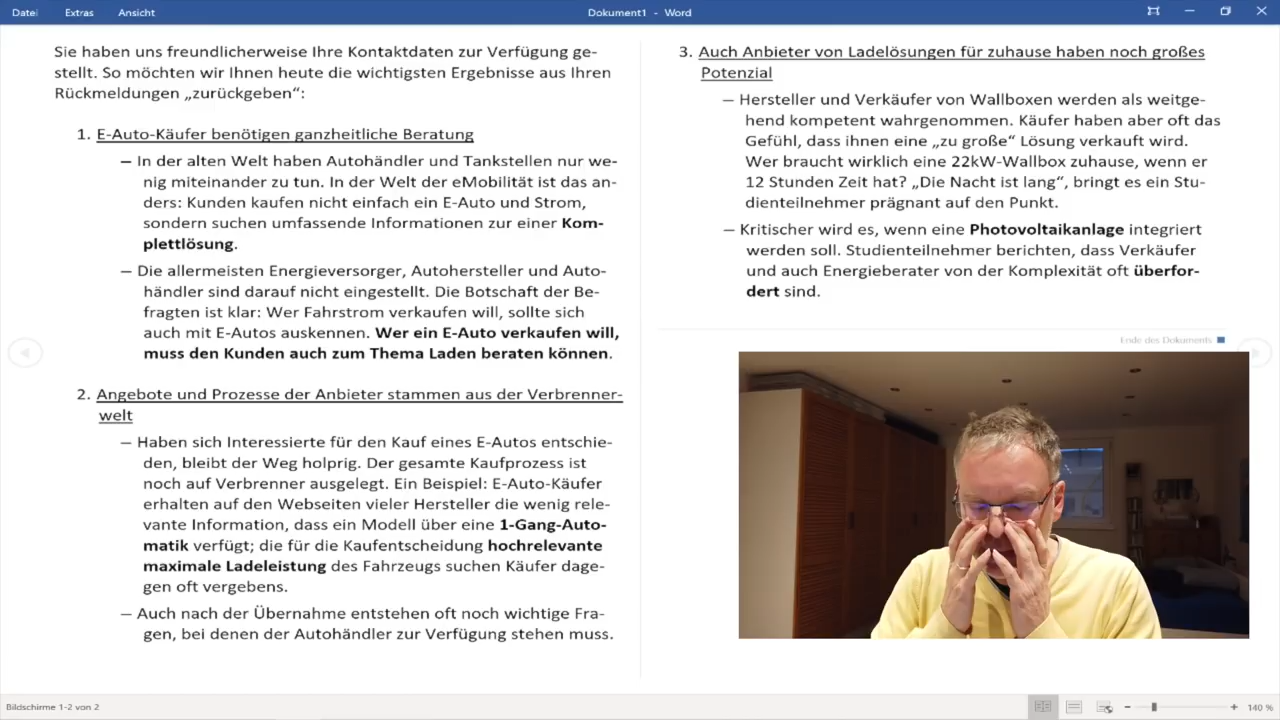 Datei Extras Ansicht Dokument1 - Word
Sie haben uns freundlicherweise Ihre Kontaktdaten zur Verfügung ge-
stellt. So möchten wir Ihnen heute die wichtigsten Ergebnisse aus Ihren
Rückmeldungen „zurückgeben“:
1. E-Auto-Käufer benötigen ganzheitliche Beratung
– In der alten Welt haben Autohändler und Tankstellen nur we-
nig miteinander zu tun. In der Welt der eMobilität ist das an-
ders: Kunden kaufen nicht einfach ein E-Auto und Strom,
sondern suchen umfassende Informationen zur einer Kom-
plettlösung.
– Die allermeisten Energieversorger, Autohersteller und Auto-
händler sind darauf nicht eingestellt. Die Botschaft der Be-
fragten ist klar: Wer Fahrstrom verkaufen will, sollte sich
auch mit E-Autos auskennen. Wer ein E-Auto verkaufen will,
muss den Kunden auch zum Thema Laden beraten können.
2. Angebote und Prozesse der Anbieter stammen aus der Verbrenner-
welt
– Haben sich Interessierte für den Kauf eines E-Autos entschie-
den, bleibt der Weg holprig. Der gesamte Kaufprozess ist
noch auf Verbrenner ausgelegt. Ein Beispiel: E-Auto-Käufer
erhalten auf den Webseiten vieler Hersteller die wenig rele-
vante Information, dass ein Modell über eine 1-Gang-Auto-
matik verfügt; die für die Kaufentscheidung hochrelevante
maximale Ladeleistung des Fahrzeugs suchen Käufer dage-
gen oft vergebens.
– Auch nach der Übernahme entstehen oft noch wichtige Fra-
gen, bei denen der Autohändler zur Verfügung stehen muss.
3. Auch Anbieter von Ladelösungen für zuhause haben noch großes
Potenzial
– Hersteller und Verkäufer von Wallboxen werden als weitge-
hend kompetent wahrgenommen. Käufer haben aber oft das
Gefühl, dass ihnen eine „zu große“ Lösung verkauft wird.
Wer braucht wirklich eine 22kW-Wallbox zuhause, wenn er
12 Stunden Zeit hat? „Die Nacht ist lang“, bringt es ein Stu-
dienteilnehmer prägnant auf den Punkt.
– Kritischer wird es, wenn eine Photovoltaikanlage integriert
werden soll. Studienteilnehmer berichten, dass Verkäufer
und auch Energieberater von der Komplexität oft überfor-
dert sind.
Ende des Dokuments
Bildschirme 1-2 von 2 140 %